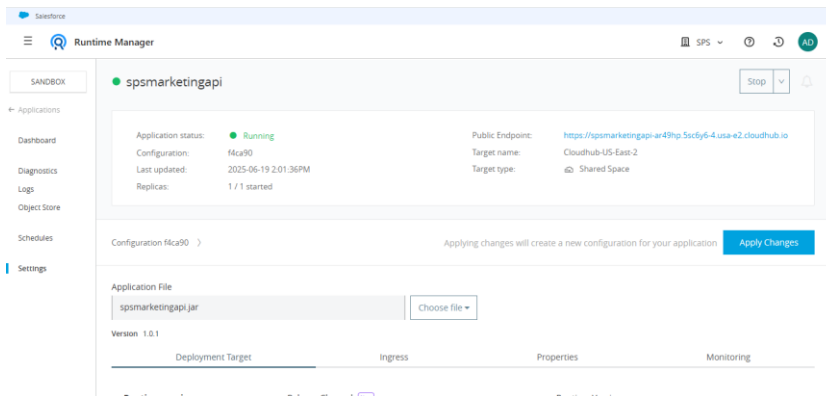 Salesforce
Runtime Manager
SPS
AD
SANDBOX
spsmarketingapi
Stop
← Applications
Dashboard
Application status: Running
Public Endpoint: https://spsmarketingapi-ar49hp.5sc6y6-4.usa-e2.cloudhub.io
Configuration: f4ca90
Target name: Cloudhub-US-East-2
Diagnostics
Last updated: 2025-06-19 2:01:36PM
Target type: Shared Space
Logs
Replicas: 1 / 1 started
Object Store
Schedules
Configuration f4ca90 >
Applying changes will create a new configuration for your application
Apply Changes
Settings
Application File
spsmarketingapi.jar
Choose file
Version 1.0.1
Deployment Target
Ingress
Properties
Monitoring